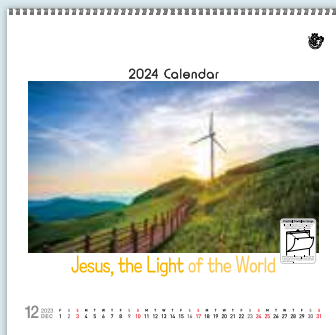 2024 Calendar
Jesus, the Light of the World
12 2023 DEC
F S S M T W T F S S M T W T F S S M T W T F S S M T W T F S S
1 2 3 4 5 6 7 8 9 10 11 12 13 14 15 16 17 18 19 20 21 22 23 24 25 26 27 28 29 30 31